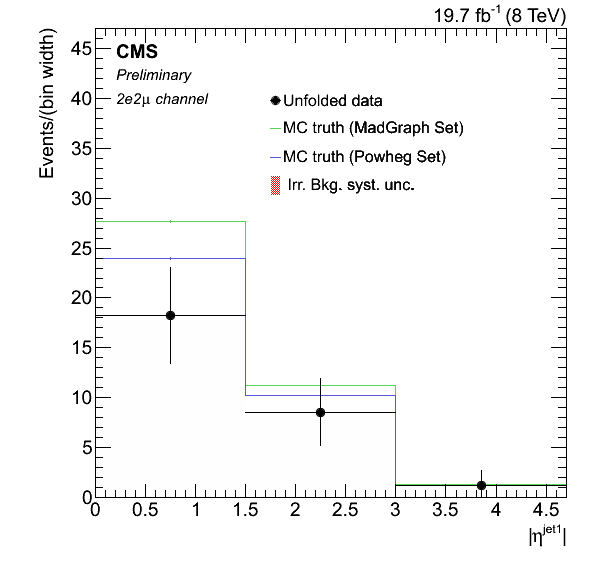 19.7 fb⁻¹ (8 TeV)
Events/(bin width)
CMS
Preliminary
2e2μ channel
Unfolded data
MC truth (MadGraph Set)
MC truth (Powheg Set)
Irr. Bkg. syst. unc.
45
40
35
30
25
20
15
10
5
0
0 0.5 1 1.5 2 2.5 3 3.5 4 4.5
|η^jet1|